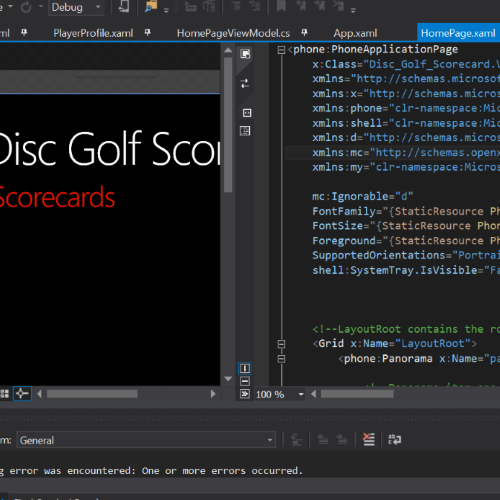 Debug
PlayerProfile.xaml
HomePageViewModel.cs
App.xaml
HomePage.xaml
Disc Golf Scor
Scorecards
<phone:PhoneApplicationPage
x:Class="Disc_Golf_Scorecard.V
xmlns="http://schemas.microsof
xmlns:x="http://schemas.micros
xmlns:phone="clr-namespace:Mic
xmlns:shell="clr-namespace:Mic
xmlns:d="http://schemas.micros
xmlns:mc="http://schemas.openx
xmlns:my="clr-namespace:Micros
mc:Ignorable="d"
FontFamily="{StaticResource Ph
FontSize="{StaticResource Phon
Foreground="{StaticResource Ph
SupportedOrientations="Portrai
shell:SystemTray.IsVisible="Fa
<!--LayoutRoot contains the ro
<Grid x:Name="LayoutRoot">
<phone:Panorama x:Name="pa
100 %
m: General
g error was encountered: One or more errors occurred.